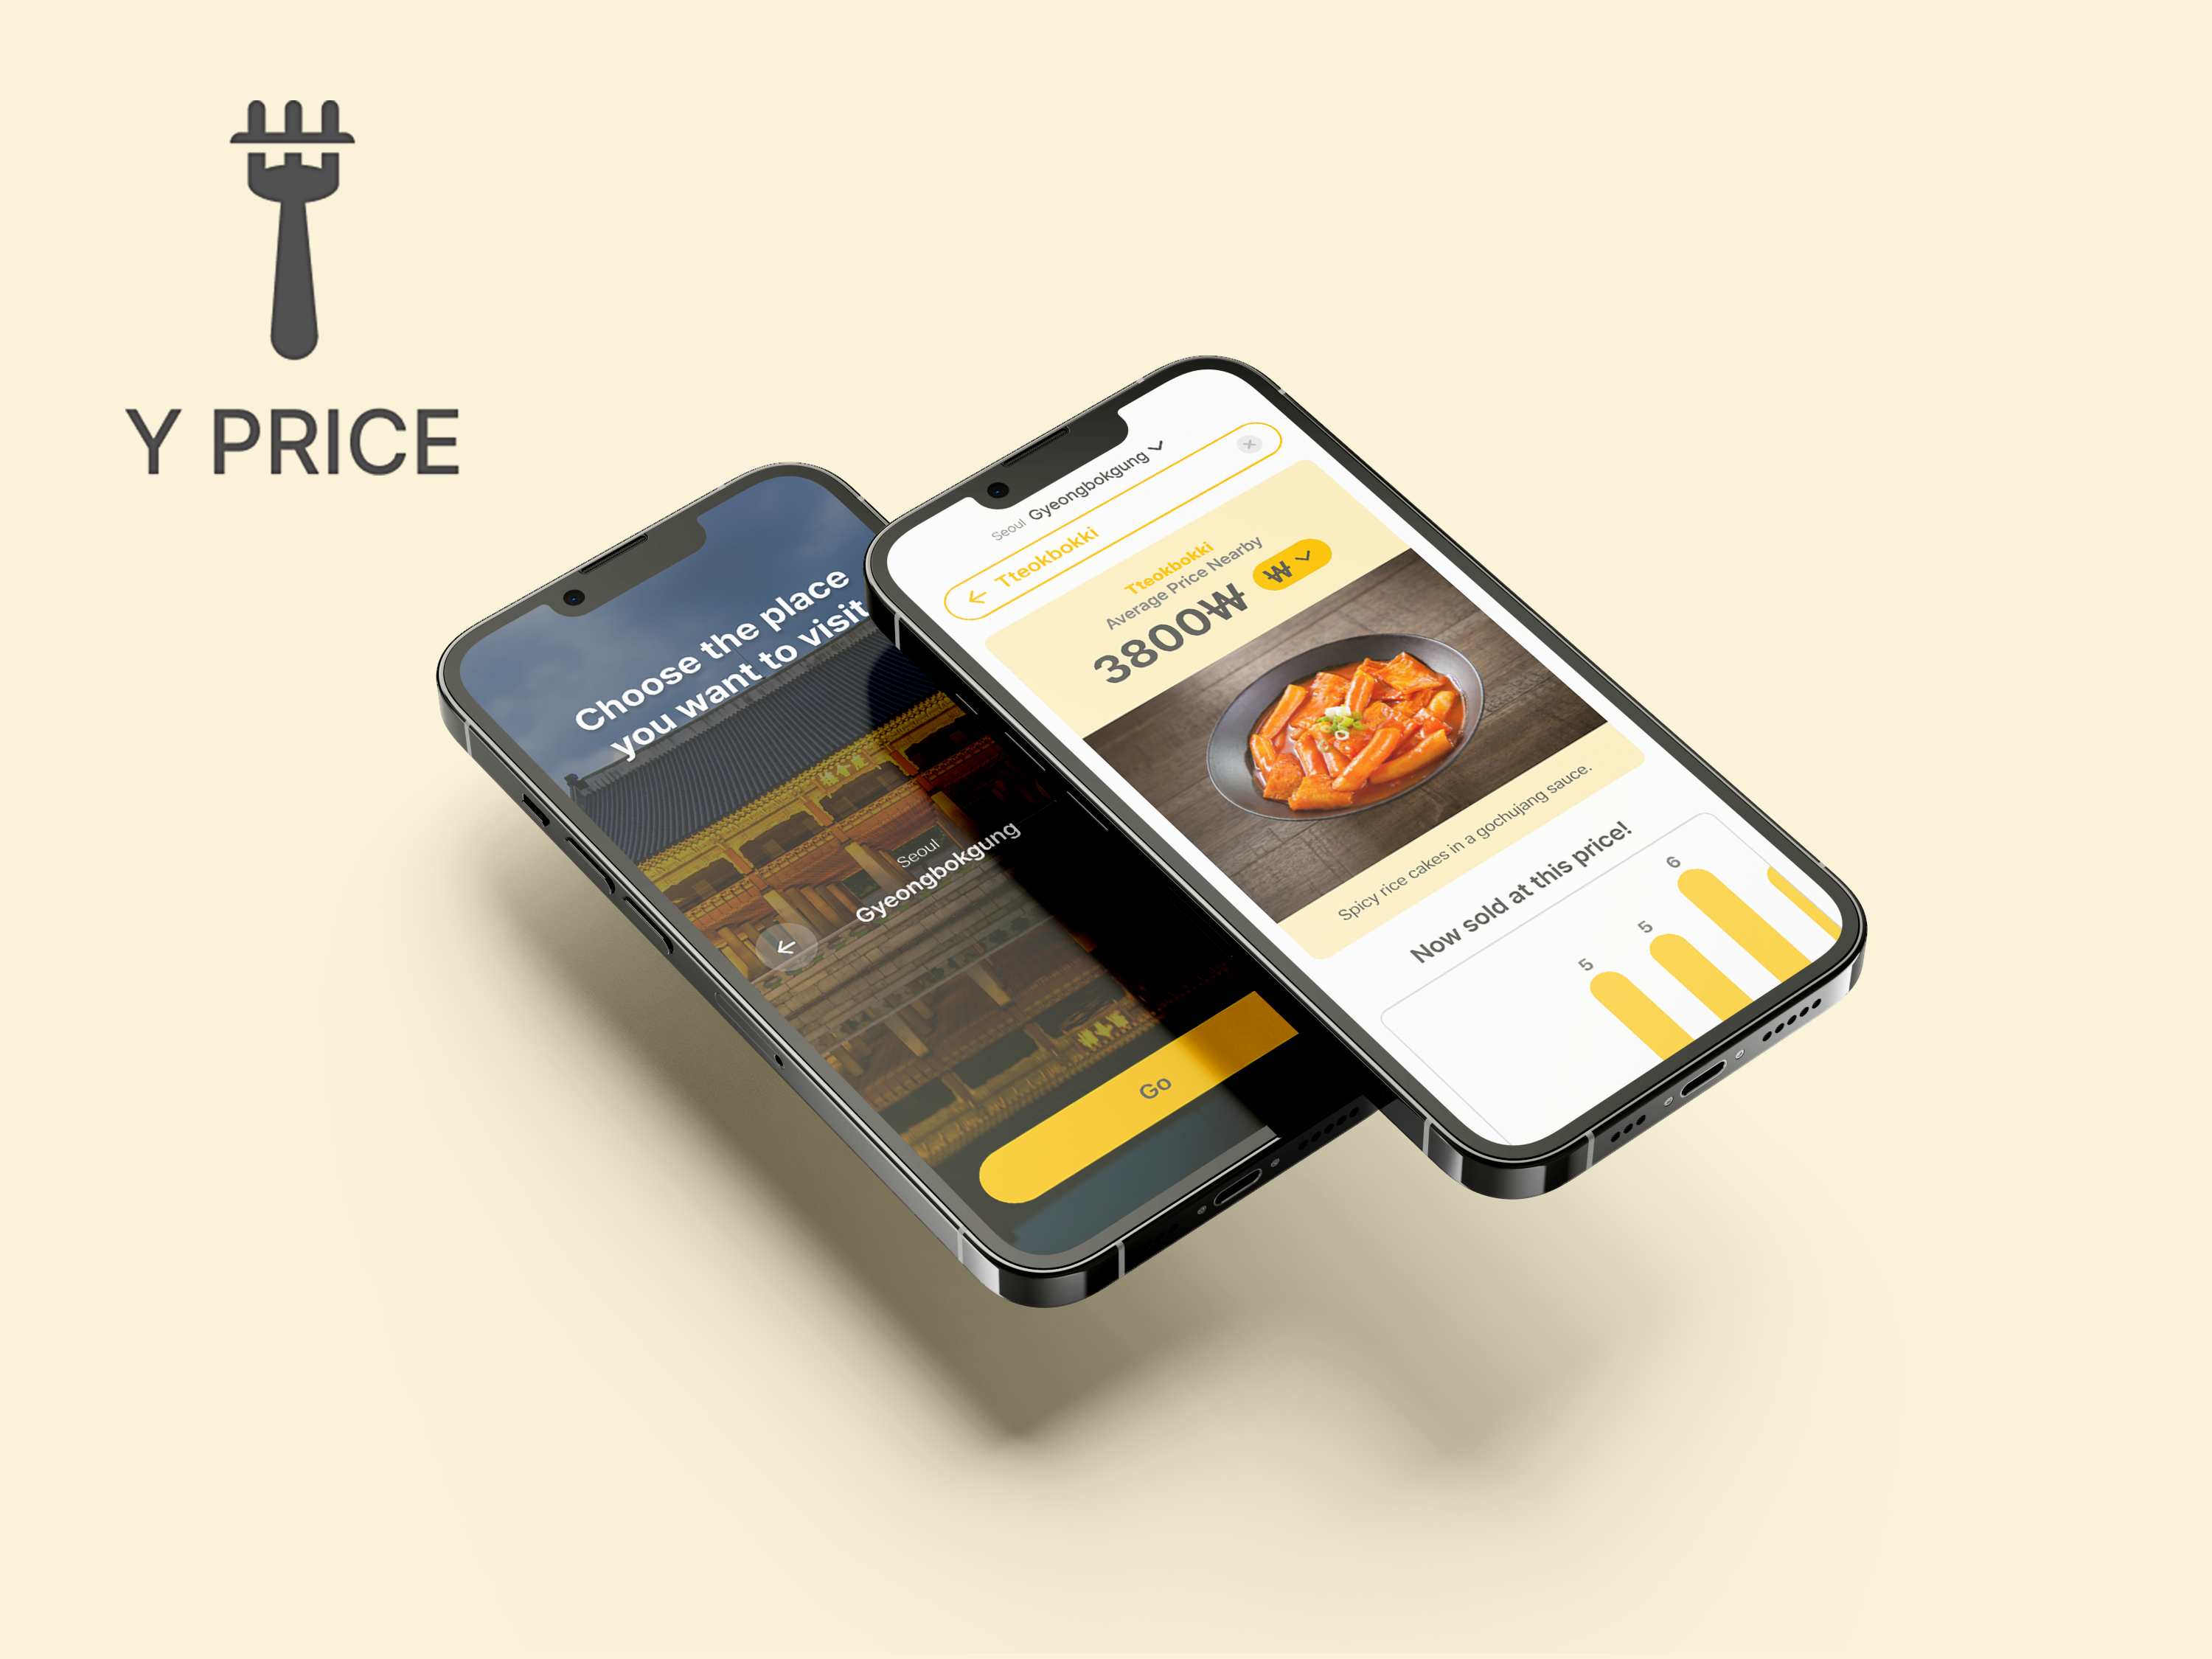 Y PRICE
Choose the place
you want to visit
Seoul
Gyeongbokgung
Go
Seoul Gyeongbokgung
Tteokbokki
Tteokbokki
Average Price Nearby
3800₩ ₩
Spicy rice cakes in a gochujang sauce.
Now sold at this price!
5
5
6